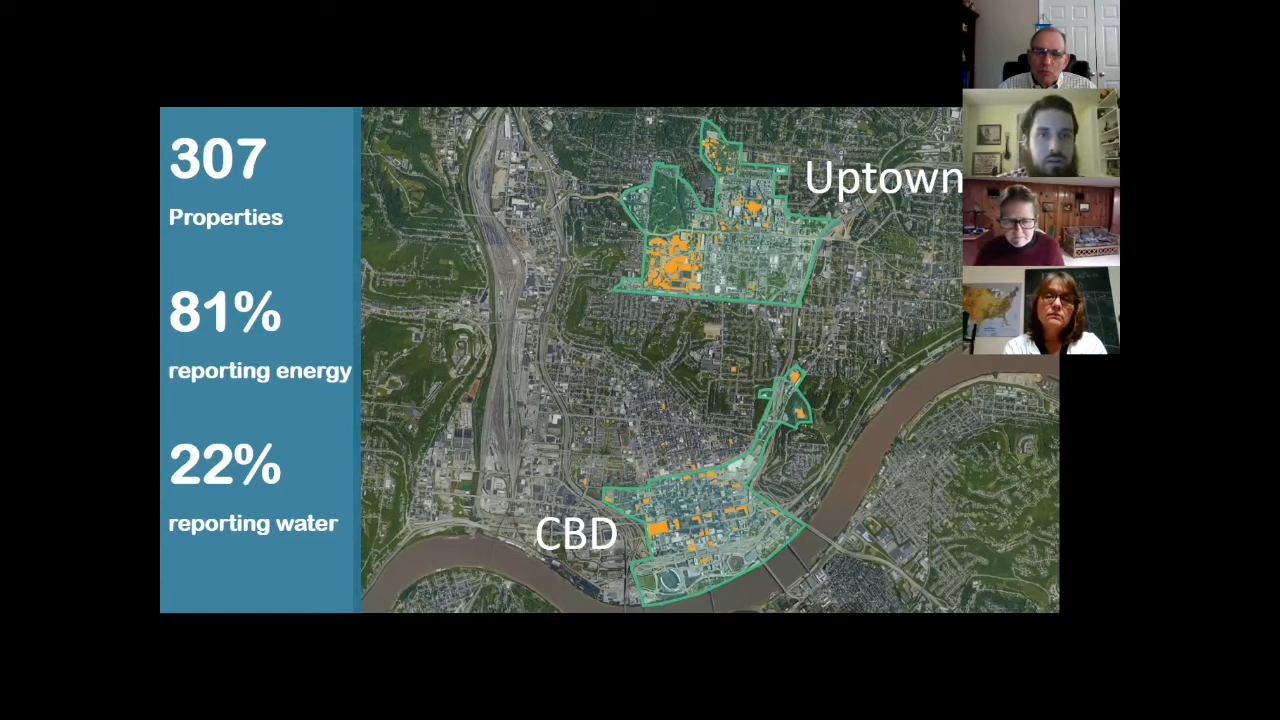 307
Properties
81%
reporting energy
22%
reporting water
Uptown
CBD